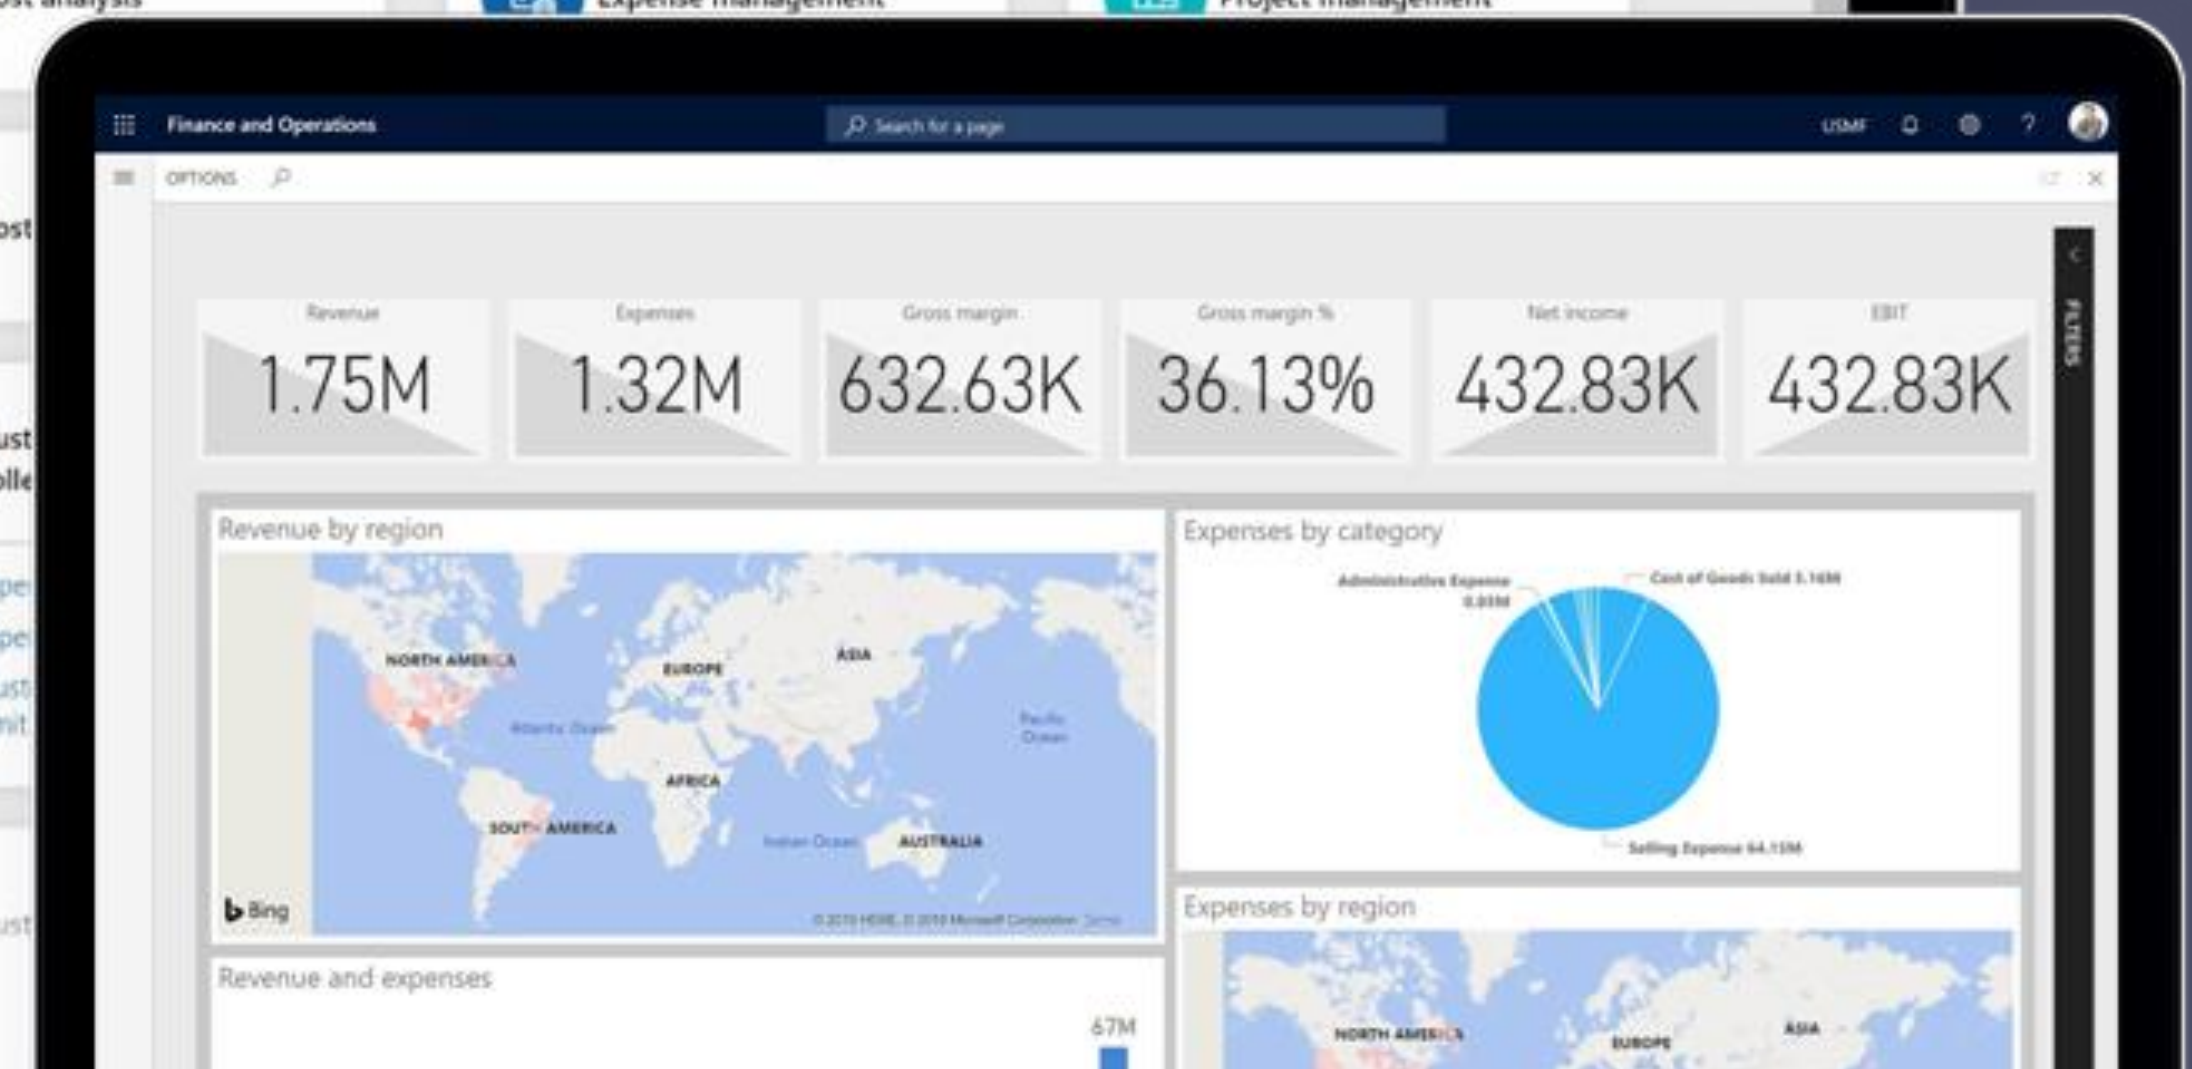 Expense management
Project management
Finance and Operations
Search for a page
USMF
?
OPTIONS
FILTERS
Revenue
1.75M
Expenses
1.32M
Gross margin
632.63K
Gross margin %
36.13%
Net income
432.83K
EBIT
432.83K
Revenue by region
NORTH AMERICA
EUROPE
ASIA
Atlantic Ocean
Pacific
Ocean
AFRICA
SOUTH AMERICA
Indian Ocean
AUSTRALIA
Bing
Microsoft Corporation
Expenses by category
Administrative Expense
Cost of Goods Sold
Selling Expense
Expenses by region
NORTH AMERICA
EUROPE
ASIA
Revenue and expenses
67M